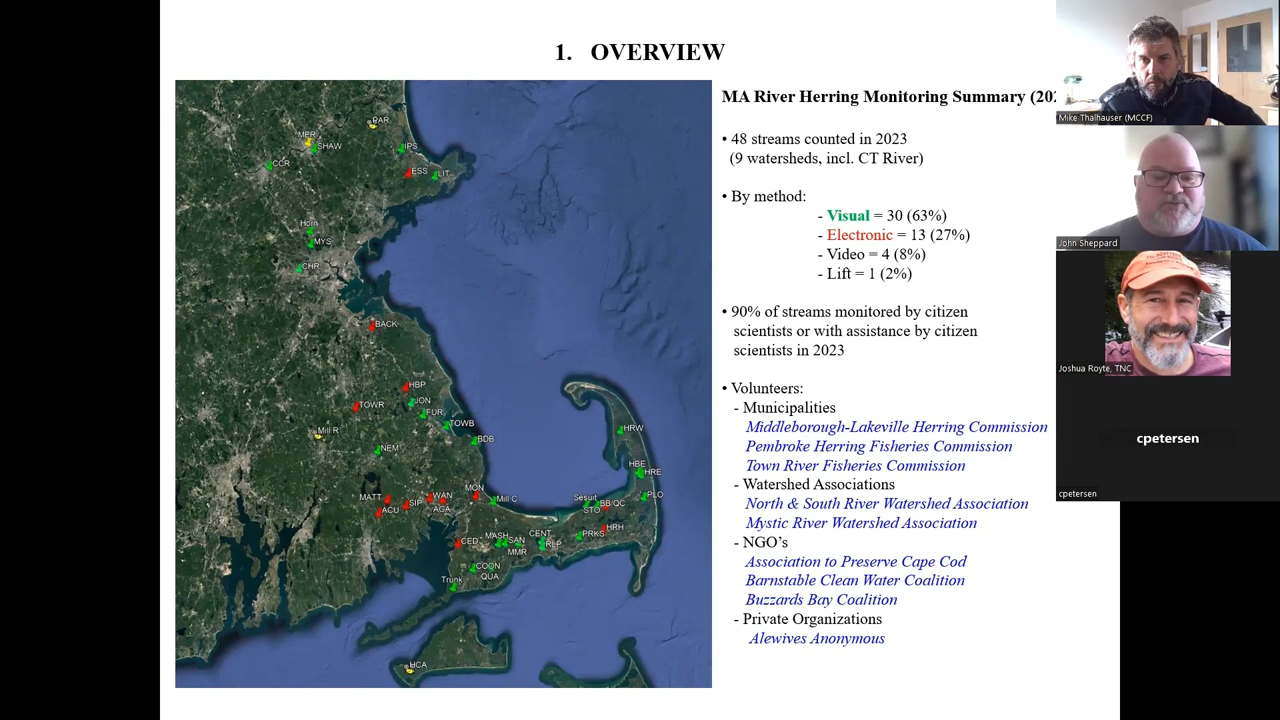 1. OVERVIEW
MA River Herring Monitoring Summary (202
• 48 streams counted in 2023
(9 watersheds, incl. CT River)
• By method:
- Visual = 30 (63%)
- Electronic = 13 (27%)
- Video = 4 (8%)
- Lift = 1 (2%)
• 90% of streams monitored by citizen
scientists or with assistance by citizen
scientists in 2023
• Volunteers:
- Municipalities
Middleborough-Lakeville Herring Commission
Pembroke Herring Fisheries Commission
Town River Fisheries Commission
- Watershed Associations
North & South River Watershed Association
Mystic River Watershed Association
- NGO's
Association to Preserve Cape Cod
Barnstable Clean Water Coalition
Buzzards Bay Coalition
- Private Organizations
Alewives Anonymous
PAR
MER
SHAW
IPS
CCR
ESS
LIT
Horn
MYS
CHR
BACK
HBP
JON
TOWR
FUR
TOWB
Mill R
BDB
HRW
NEM
HBE
HRE
MON
PLO
MATT
WAN
Mill C
Sesuit
SIP
BB/QC
ACU
AGA
STO
HRH
CENT
PRKS
CED
MASH
SAN
RLP
MMR
COON
QUA
Trunk
HCA
Mike Thalhauser (MCCF)
John Sheppard
Joshua Royte, TNC
cpetersen
cpetersen